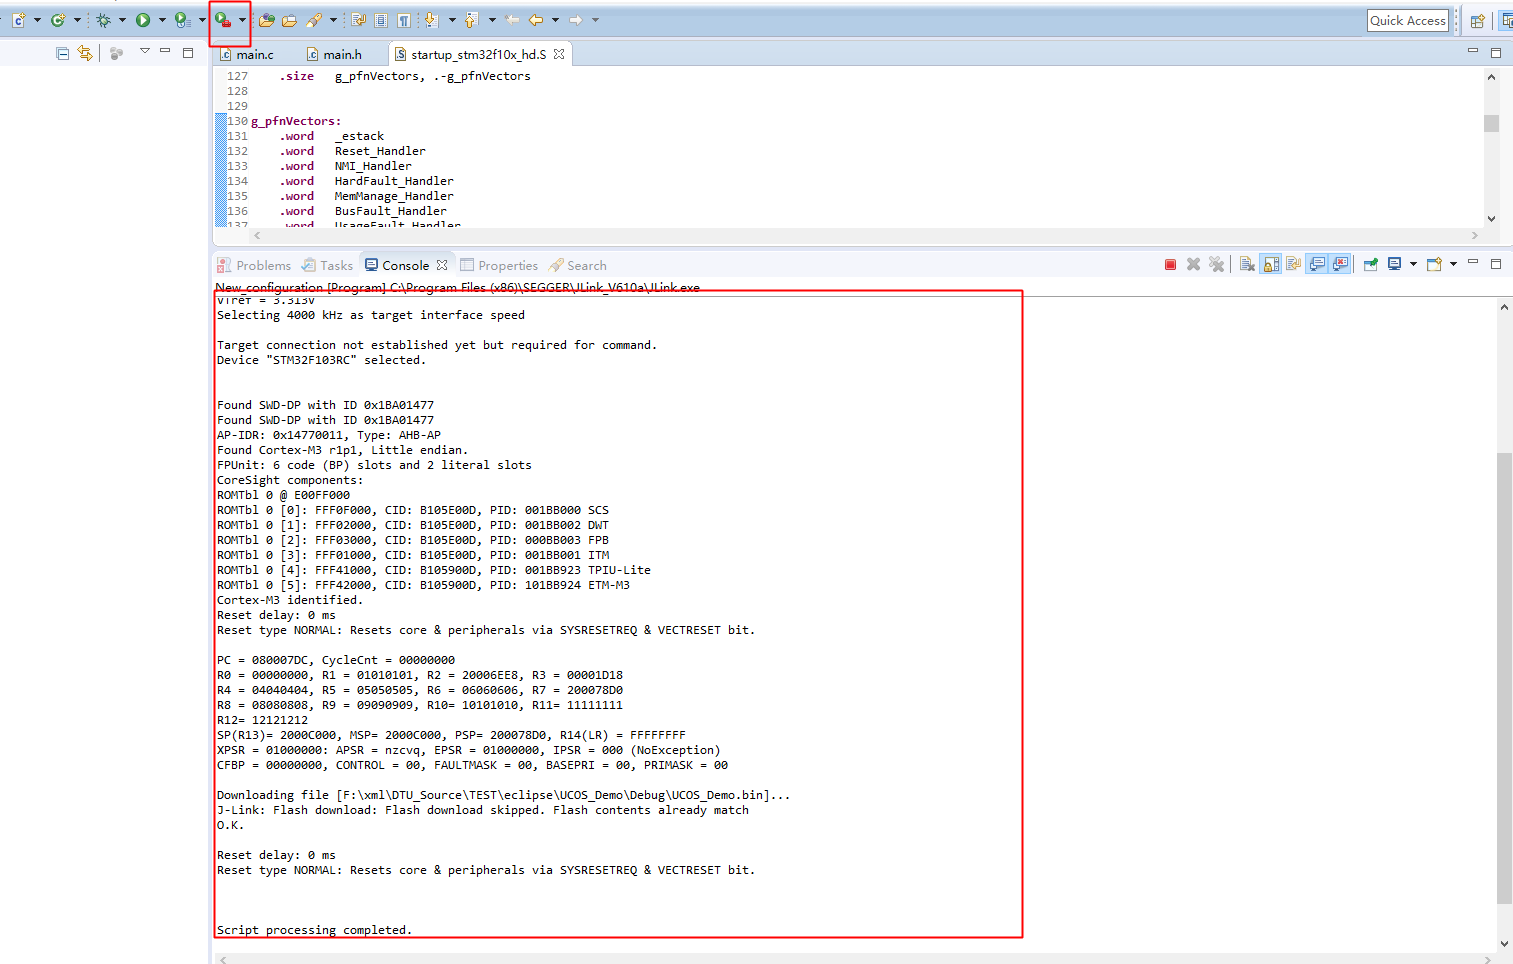 Quick Access
main.c
main.h
startup_stm32f10x_hd.S
127 .size g_pfnVectors, .-g_pfnVectors
128
129
130 g_pfnVectors:
131 .word _estack
132 .word Reset_Handler
133 .word NMI_Handler
134 .word HardFault_Handler
135 .word MemManage_Handler
136 .word BusFault_Handler
137 .word UsageFault_Handler
Problems Tasks Console Properties Search
New_configuration [Program] C:\Program Files (x86)\SEGGER\JLink_V610a\JLink.exe
VTref = 3.313V
Selecting 4000 kHz as target interface speed
Target connection not established yet but required for command.
Device "STM32F103RC" selected.
Found SWD-DP with ID 0x1BA01477
Found SWD-DP with ID 0x1BA01477
AP-IDR: 0x14770011, Type: AHB-AP
Found Cortex-M3 r1p1, Little endian.
FPUnit: 6 code (BP) slots and 2 literal slots
CoreSight components:
ROMTbl 0 @ E00FF000
ROMTbl 0 [0]: FFF0F000, CID: B105E00D, PID: 001BB000 SCS
ROMTbl 0 [1]: FFF02000, CID: B105E00D, PID: 001BB002 DWT
ROMTbl 0 [2]: FFF03000, CID: B105E00D, PID: 000BB003 FPB
ROMTbl 0 [3]: FFF01000, CID: B105E00D, PID: 001BB001 ITM
ROMTbl 0 [4]: FFF41000, CID: B105900D, PID: 001BB923 TPIU-Lite
ROMTbl 0 [5]: FFF42000, CID: B105900D, PID: 101BB924 ETM-M3
Cortex-M3 identified.
Reset delay: 0 ms
Reset type NORMAL: Resets core & peripherals via SYSRESETREQ & VECTRESET bit.
PC = 080007DC, CycleCnt = 00000000
R0 = 00000000, R1 = 01010101, R2 = 20006EE8, R3 = 00001D18
R4 = 04040404, R5 = 05050505, R6 = 06060606, R7 = 200078D0
R8 = 08080808, R9 = 09090909, R10= 10101010, R11= 11111111
R12= 12121212
SP(R13)= 2000C000, MSP= 2000C000, PSP= 200078D0, R14(LR) = FFFFFFFF
XPSR = 01000000: APSR = nzcvq, EPSR = 01000000, IPSR = 000 (NoException)
CFBP = 00000000, CONTROL = 00, FAULTMASK = 00, BASEPRI = 00, PRIMASK = 00
Downloading file [F:\xml\DTU_Source\TEST\eclipse\UCOS_Demo\Debug\UCOS_Demo.bin]...
J-Link: Flash download: Flash download skipped. Flash contents already match
O.K.
Reset delay: 0 ms
Reset type NORMAL: Resets core & peripherals via SYSRESETREQ & VECTRESET bit.
Script processing completed.